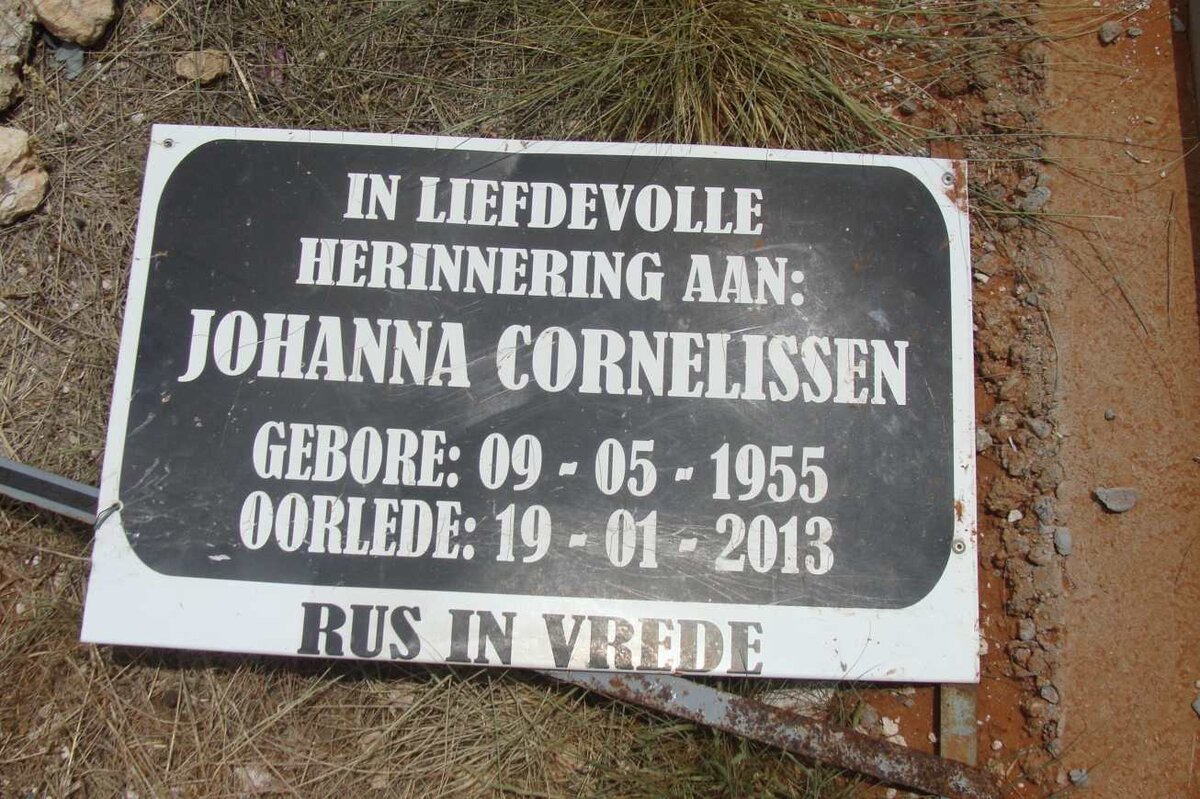 IN LIEFDEVOLLE
HERINNERING AAN:
JOHANNA CORNELISSEN
GEBORE: 09 - 05 - 1955
OORLEDE: 19 - 01 - 2013
RUS IN VREDE